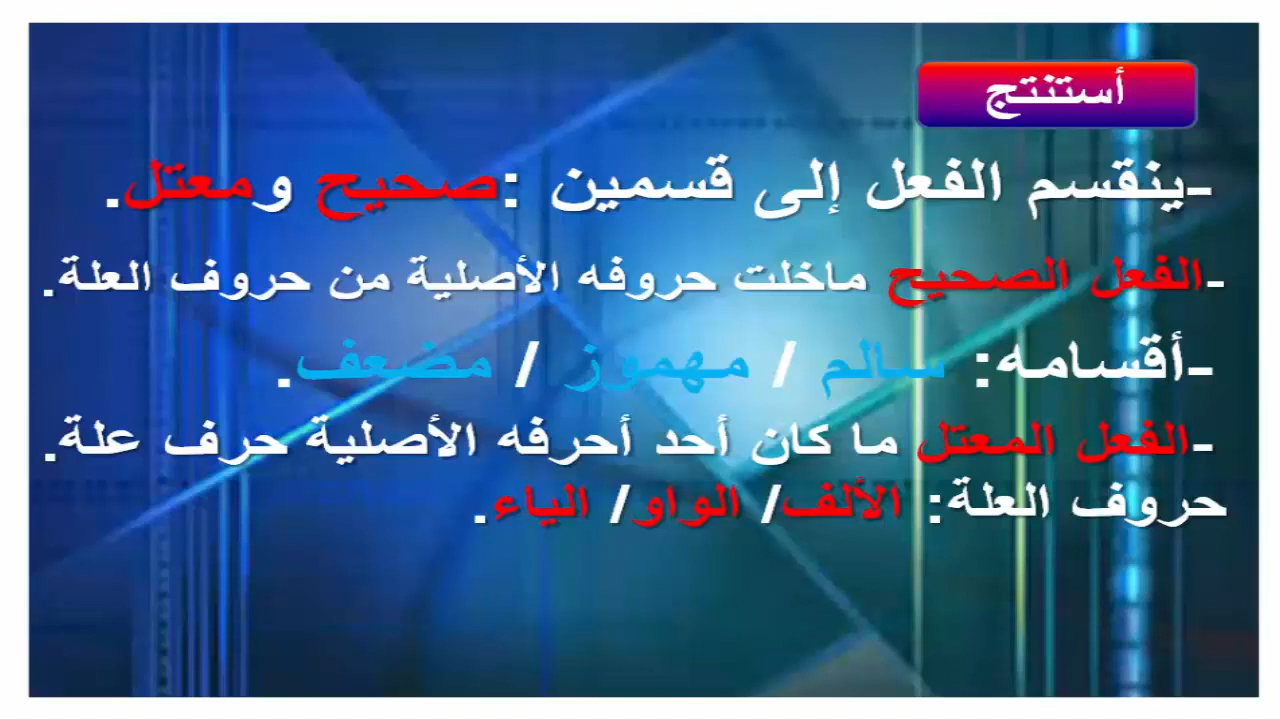 أستنتج
-ينقسم الفعل إلى قسمين :صحيح ومعتل.
-الفعل الصحيح ماخلت حروفه الأصلية من حروف العلة.
-أقسامه: سالم / مهموز / مضعف.
-الفعل المعتل ما كان أحد أحرفه الأصلية حرف علة.
حروف العلة: الألف/ الواو/ الياء.